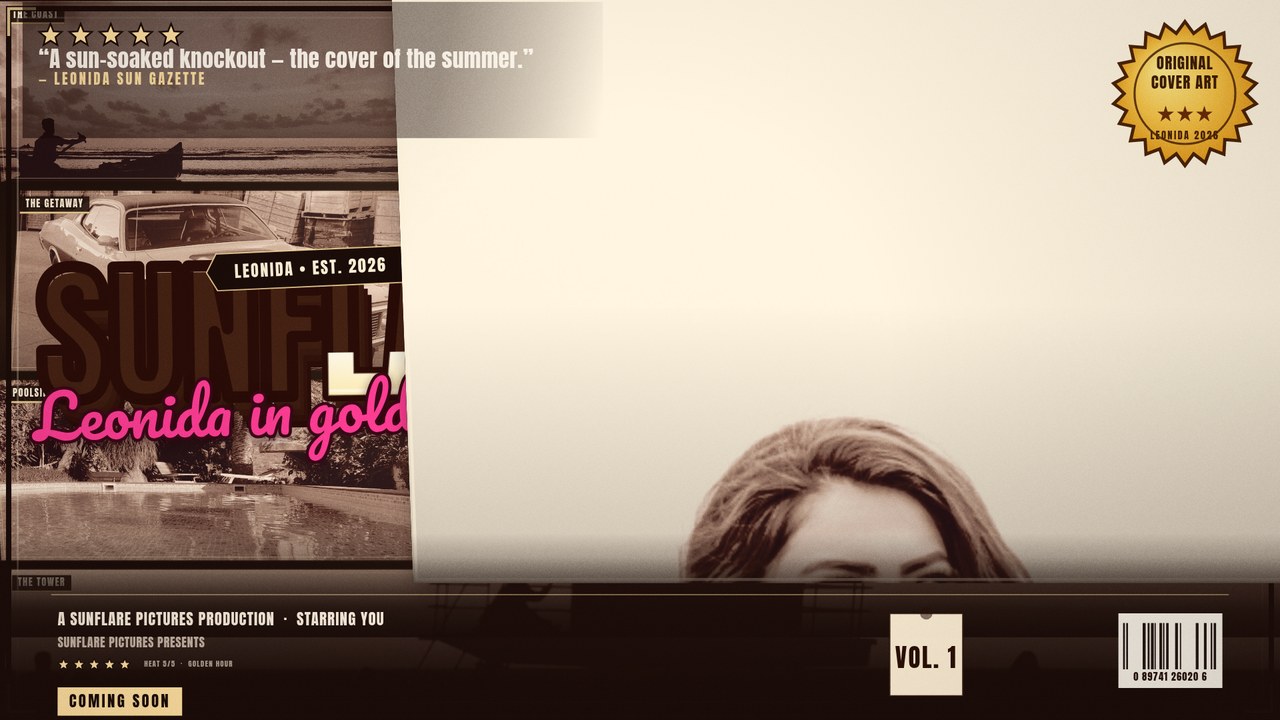 THE COAST
“A sun-soaked knockout – the cover of the summer.”
– LEONIDA SUN GAZETTE
ORIGINAL
COVER ART
LEONIDA 2026
THE GETAWAY
LEONIDA • EST. 2026
SUNFL
POOLSI
Leonida in gold
THE TOWER
A SUNFLARE PICTURES PRODUCTION · STARRING YOU
SUNFLARE PICTURES PRESENTS
HEAT 5/5 · GOLDEN HOUR
COMING SOON
VOL. 1
0 89741 26020 6